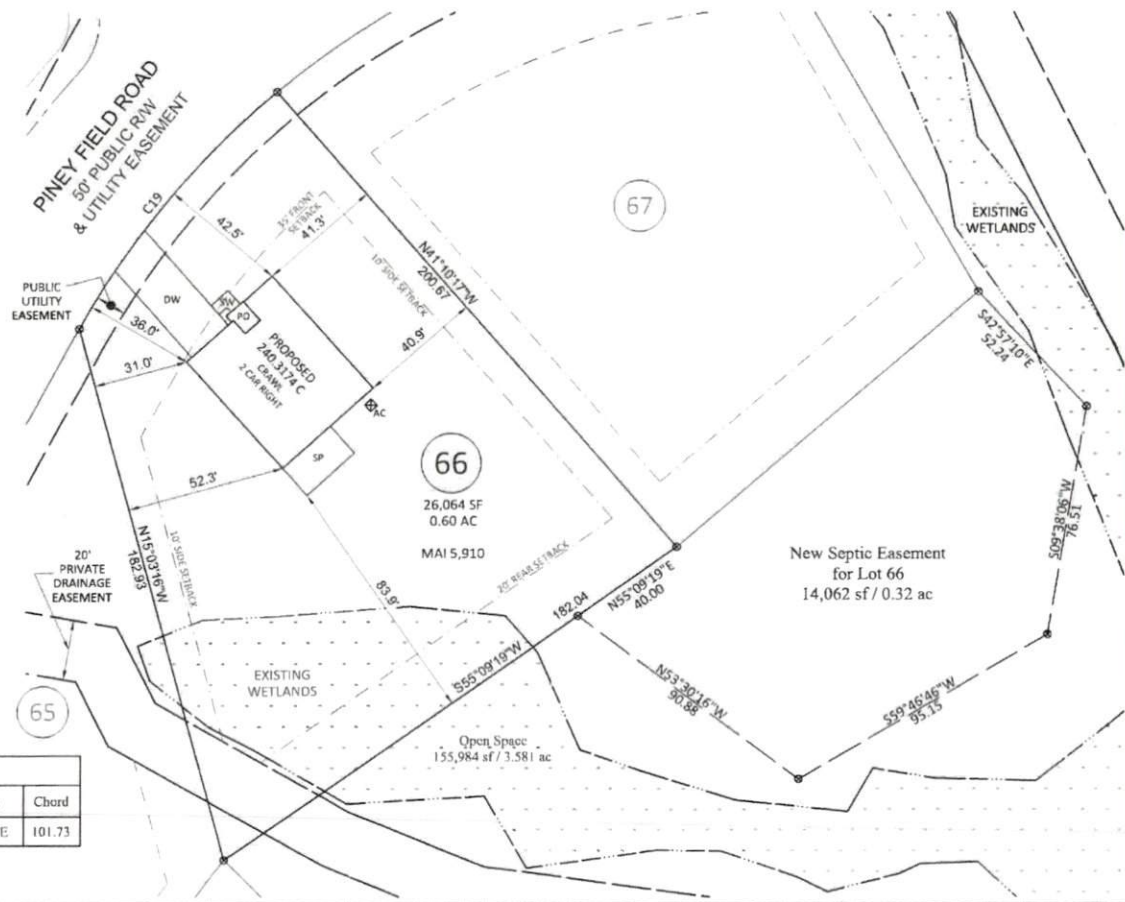 PINEY FIELD ROAD
50' PUBLIC R/W
& UTILITY EASEMENT
C19
42.5'
35' FRONT
SETBACK
41.3'
67
EXISTING
WETLANDS
PUBLIC
UTILITY
EASEMENT
DW
SW
PO
36.0'
31.0'
PROPOSED
240.3174 C
CRAWL
2 CAR RIGHT
N41°10'17"W
200.67
10' SIDE SETBACK
40.9'
AC
SP
S42°57'10"E
52.24
66
26,064 SF
0.60 AC
MAI 5,910
52.3'
N15°03'16"W
182.93
10' SIDE SETBACK
20'
PRIVATE
DRAINAGE
EASEMENT
83.9'
20' REAR SETBACK
S09°38'06"W
76.51
New Septic Easement
for Lot 66
14,062 sf / 0.32 ac
182.04
N55°09'19"E
40.00
S55°09'19"W
EXISTING
WETLANDS
N53°30'16"W
90.88
S59°46'46"W
95.15
65
Open Space
155,984 sf / 3.581 ac
Chord
E
101.73